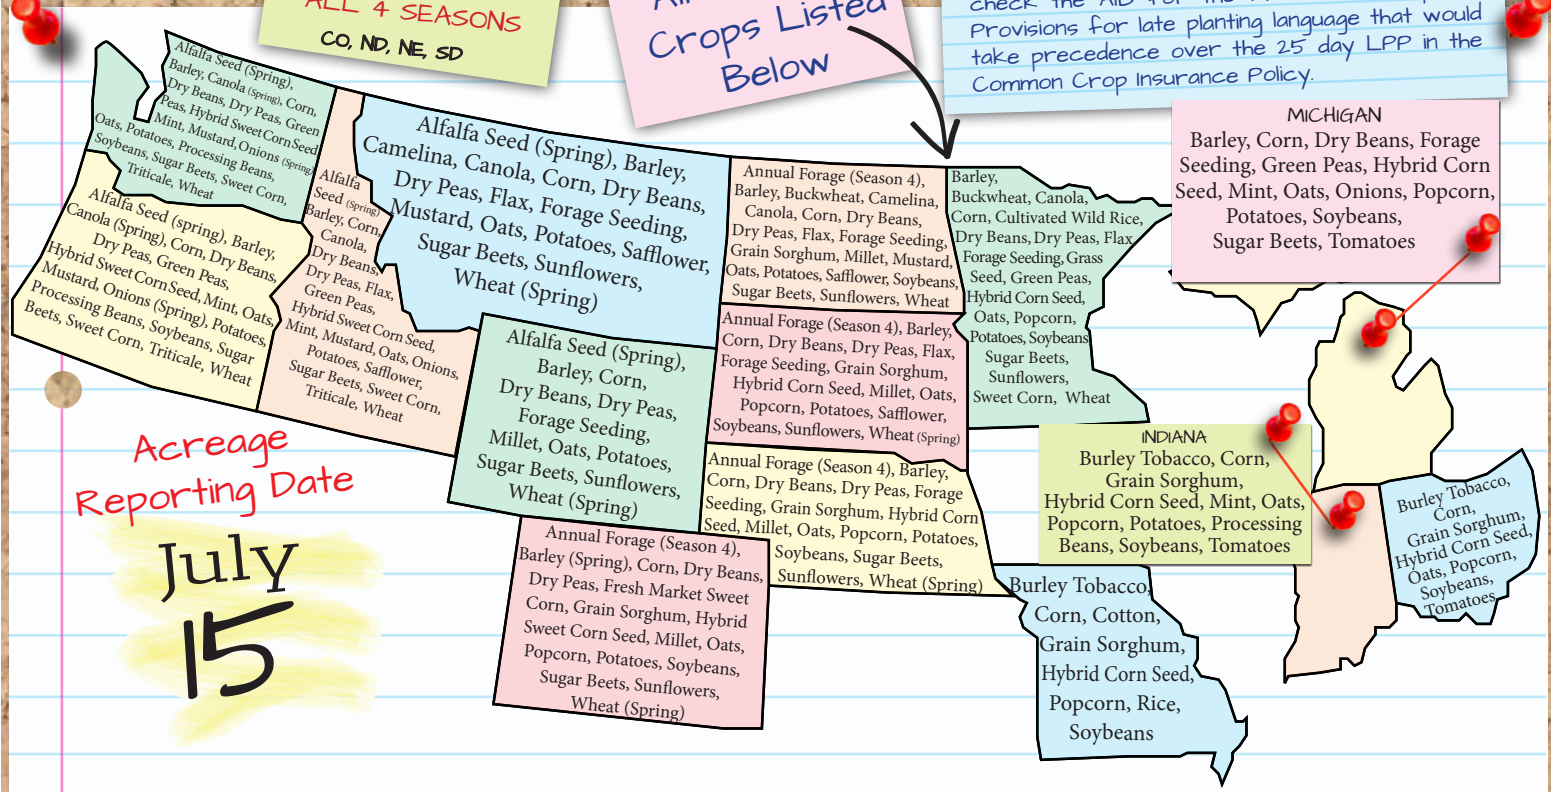 ALL 4 SEASONS
CO, ND, NE, SD
Crops Listed
Below
check the AID for the
Provisions for late planting language that would
take precedence over the 25 day LPP in the
Common Crop Insurance Policy.
Alfalfa Seed (Spring),
Barley, Canola (Spring), Corn,
Dry Beans, Dry Peas, Green
Peas, Hybrid Sweet Corn Seed,
Mint, Mustard, Onions (Spring),
Oats, Potatoes, Processing Beans,
Soybeans, Sugar Beets, Sweet Corn,
Triticale, Wheat
Alfalfa Seed (spring), Barley,
Canola (Spring), Corn, Dry Beans,
Dry Peas, Green Peas,
Hybrid Sweet Corn Seed, Mint, Oats,
Mustard, Onions (Spring), Potatoes,
Processing Beans, Soybeans, Sugar
Beets, Sweet Corn, Triticale, Wheat
Alfalfa
Seed (Spring)
Barley, Corn,
Canola,
Dry Beans,
Dry Peas, Flax,
Green Peas,
Hybrid Sweet Corn Seed,
Mint, Mustard, Oats, Onions,
Potatoes, Safflower,
Sugar Beets, Sweet Corn,
Triticale, Wheat
Alfalfa Seed (Spring), Barley,
Camelina, Canola, Corn, Dry Beans,
Dry Peas, Flax, Forage Seeding,
Mustard, Oats, Potatoes, Safflower,
Sugar Beets, Sunflowers,
Wheat (Spring)
Alfalfa Seed (Spring),
Barley, Corn,
Dry Beans, Dry Peas,
Forage Seeding,
Millet, Oats, Potatoes,
Sugar Beets, Sunflowers,
Wheat (Spring)
Annual Forage (Season 4),
Barley, Buckwheat, Camelina,
Canola, Corn, Dry Beans,
Dry Peas, Flax, Forage Seeding,
Grain Sorghum, Millet, Mustard,
Oats, Potatoes, Safflower, Soybeans,
Sugar Beets, Sunflowers, Wheat
Annual Forage (Season 4), Barley,
Corn, Dry Beans, Dry Peas, Flax,
Forage Seeding, Grain Sorghum,
Hybrid Corn Seed, Millet, Oats,
Popcorn, Potatoes, Safflower,
Soybeans, Sunflowers, Wheat (Spring)
Annual Forage (Season 4), Barley,
Corn, Dry Beans, Dry Peas, Forage
Seeding, Grain Sorghum, Hybrid Corn
Seed, Millet, Oats, Popcorn, Potatoes,
Soybeans, Sugar Beets,
Sunflowers, Wheat (Spring)
Annual Forage (Season 4),
Barley (Spring), Corn, Dry Beans,
Dry Peas, Fresh Market Sweet
Corn, Grain Sorghum, Hybrid
Sweet Corn Seed, Millet, Oats,
Popcorn, Potatoes, Soybeans,
Sugar Beets, Sunflowers,
Wheat (Spring)
Barley,
Buckwheat, Canola,
Corn, Cultivated Wild Rice,
Dry Beans, Dry Peas, Flax,
Forage Seeding, Grass
Seed, Green Peas,
Hybrid Corn Seed,
Oats, Popcorn,
Potatoes, Soybeans
Sugar Beets,
Sunflowers,
Sweet Corn, Wheat
MICHIGAN
Barley, Corn, Dry Beans, Forage
Seeding, Green Peas, Hybrid Corn
Seed, Mint, Oats, Onions, Popcorn,
Potatoes, Soybeans,
Sugar Beets, Tomatoes
INDIANA
Burley Tobacco, Corn,
Grain Sorghum,
Hybrid Corn Seed, Mint, Oats,
Popcorn, Potatoes, Processing
Beans, Soybeans, Tomatoes
Burley Tobacco,
Corn,
Grain Sorghum,
Hybrid Corn Seed,
Oats, Popcorn,
Soybeans,
Tomatoes
Burley Tobacco,
Corn, Cotton,
Grain Sorghum,
Hybrid Corn Seed,
Popcorn, Rice,
Soybeans
Acreage
Reporting Date
July
15